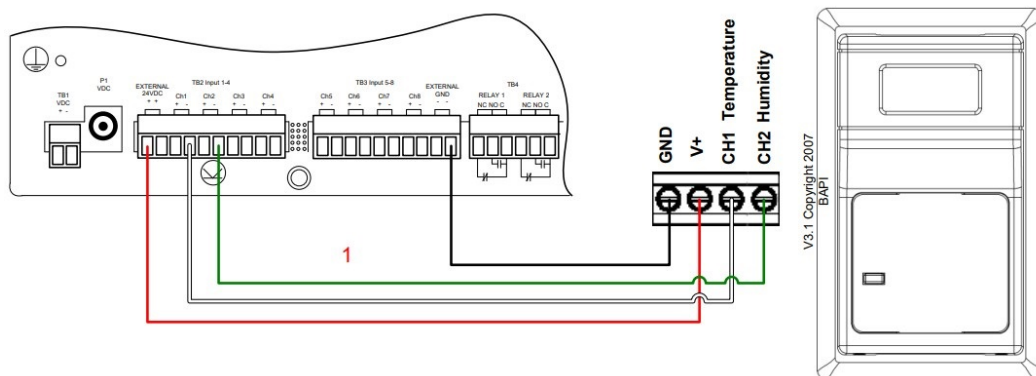 TB1
VDC
+ -
P1
VDC
EXTERNAL
24VDC
+ +
TB2 Input 1-4
Ch1
+ -
Ch2
+ -
Ch3
+ -
Ch4
+ -
TB3 Input 5-8
Ch5
+ -
Ch6
+ -
Ch7
+ -
Ch8
+ -
EXTERNAL
GND
- -
TB4
RELAY 1
NC NO C
RELAY 2
NC NO C
1
GND
V+
CH1 Temperature
CH2 Humidity
V3.1 Copyright 2007
BAPI